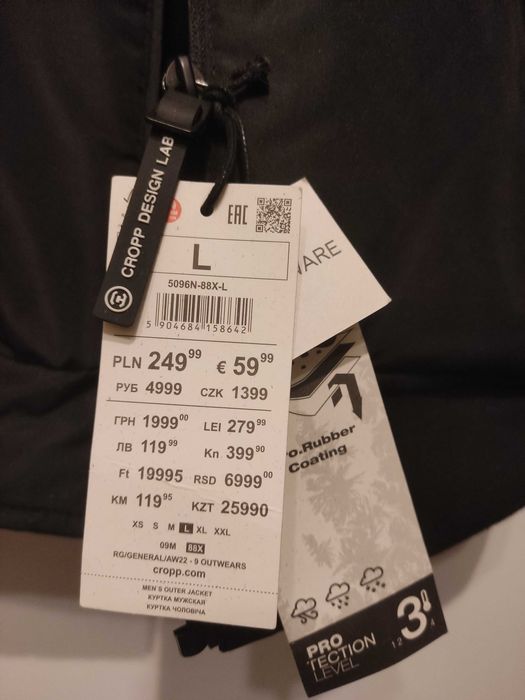 CROPP DESIGN LAB
EAC
L
5096N-88X-L
5 904684 158642
PLN 249 99 € 59 99
РУБ 4999 CZK 1399
ГРН 1999 00 LEI 279 99
ЛВ 119 99 Kn 399 90
Ft 19995 RSD 6999 00
KM 119 95 KZT 25990
XS S M L XL XXL
09M 88X
RG/GENERAL/AW22 - 9 OUTWEARS
cropp.com
MEN'S OUTER JACKET
КУРТКА МУЖСКАЯ
КУРТКА ЧОЛОВІЧА
WARE
o.Rubber
Coating
PRO
TECTION
LEVEL
1 2 3 4